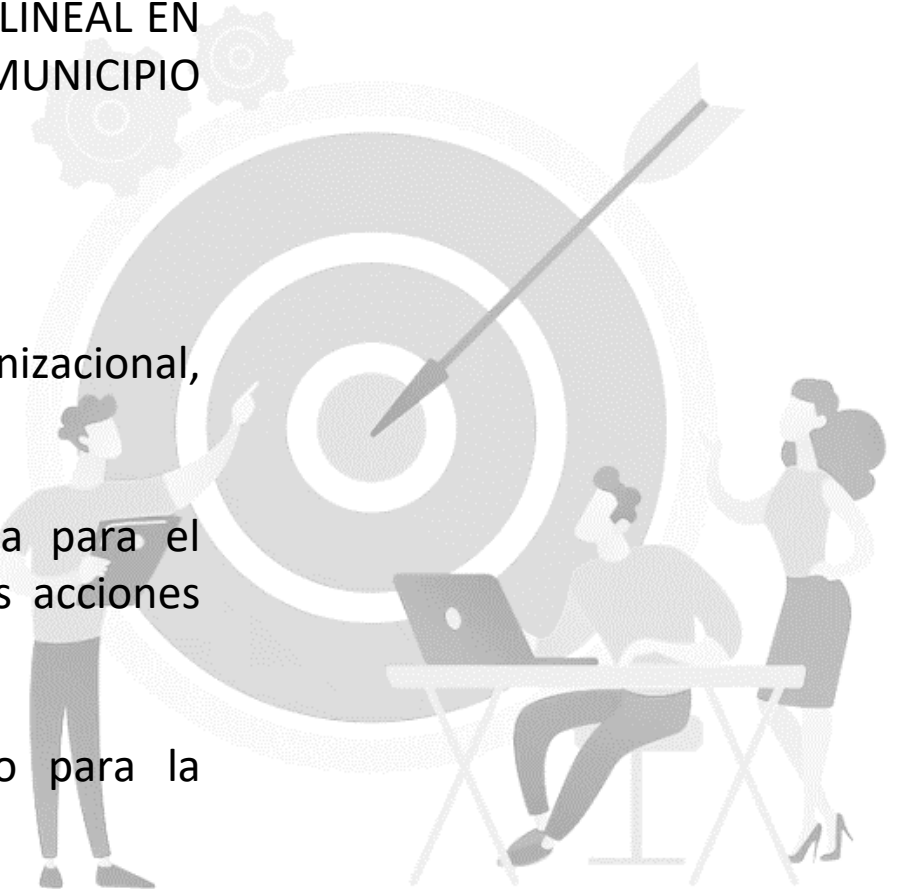 LINEAL EN
MUNICIPIO
nizacional,
a para el
s acciones
o para la